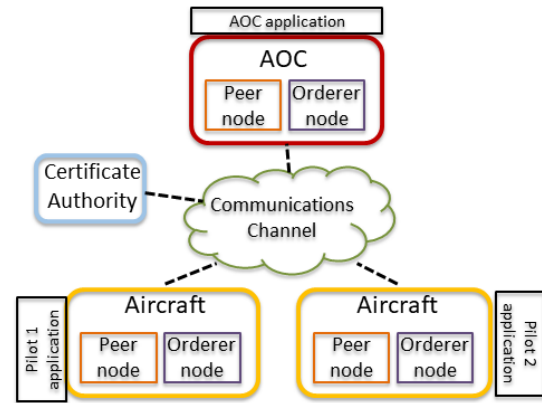 AOC application
AOC
Peer
node
Orderer
node
Certificate
Authority
Communications
Channel
Pilot 1
application
Aircraft
Peer
node
Orderer
node
Aircraft
Peer
node
Orderer
node
Pilot 2
application